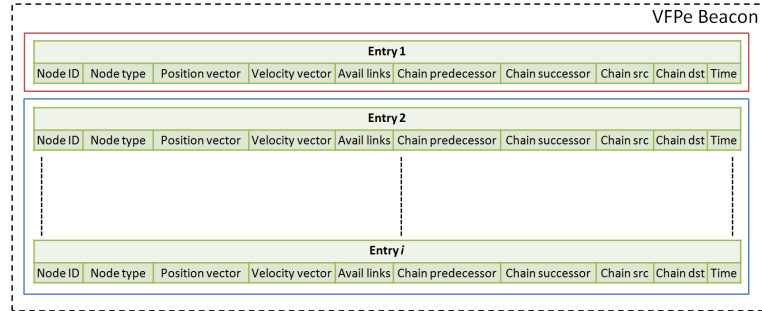 VFPe Beacon
Entry 1
Node ID Node type Position vector Velocity vector Avail links Chain predecessor Chain successor Chain src Chain dst Time
Entry 2
Node ID Node type Position vector Velocity vector Avail links Chain predecessor Chain successor Chain src Chain dst Time
Entry i
Node ID Node type Position vector Velocity vector Avail links Chain predecessor Chain successor Chain src Chain dst Time